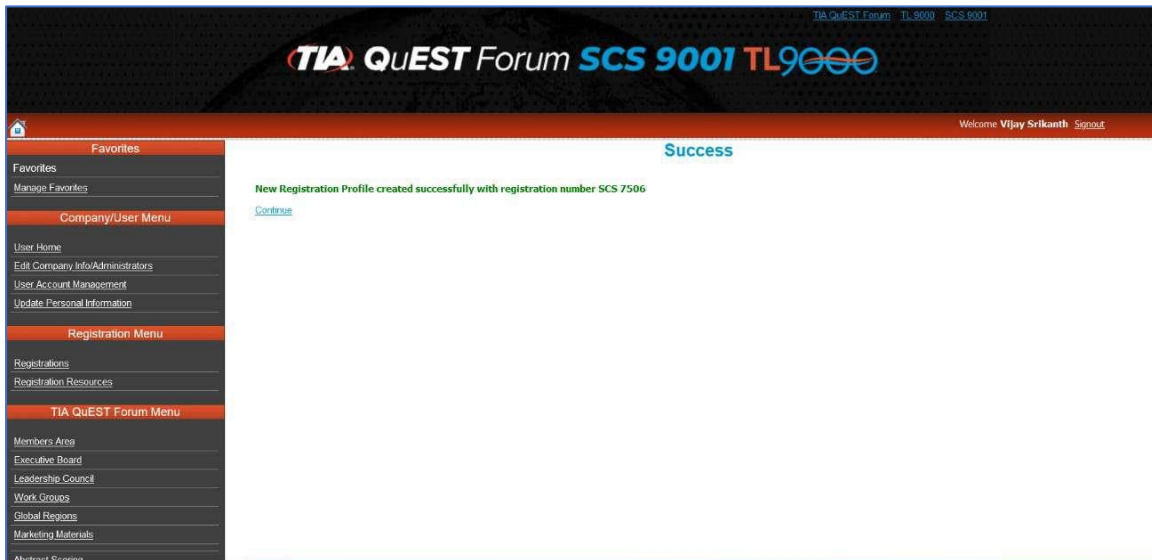 TIA QuEST Forum TL 9000 SCS 9001
TIA QuEST Forum SCS 9001 TL9000
Welcome Vijay Srikanth Signout
Favorites
Favorites
Manage Favorites
Company/User Menu
User Home
Edit Company Info/Administrators
User Account Management
Update Personal Information
Registration Menu
Registrations
Registration Resources
TIA QuEST Forum Menu
Members Area
Executive Board
Leadership Council
Work Groups
Global Regions
Marketing Materials
Abstract Scoring
Success
New Registration Profile created successfully with registration number SCS 7506
Continue